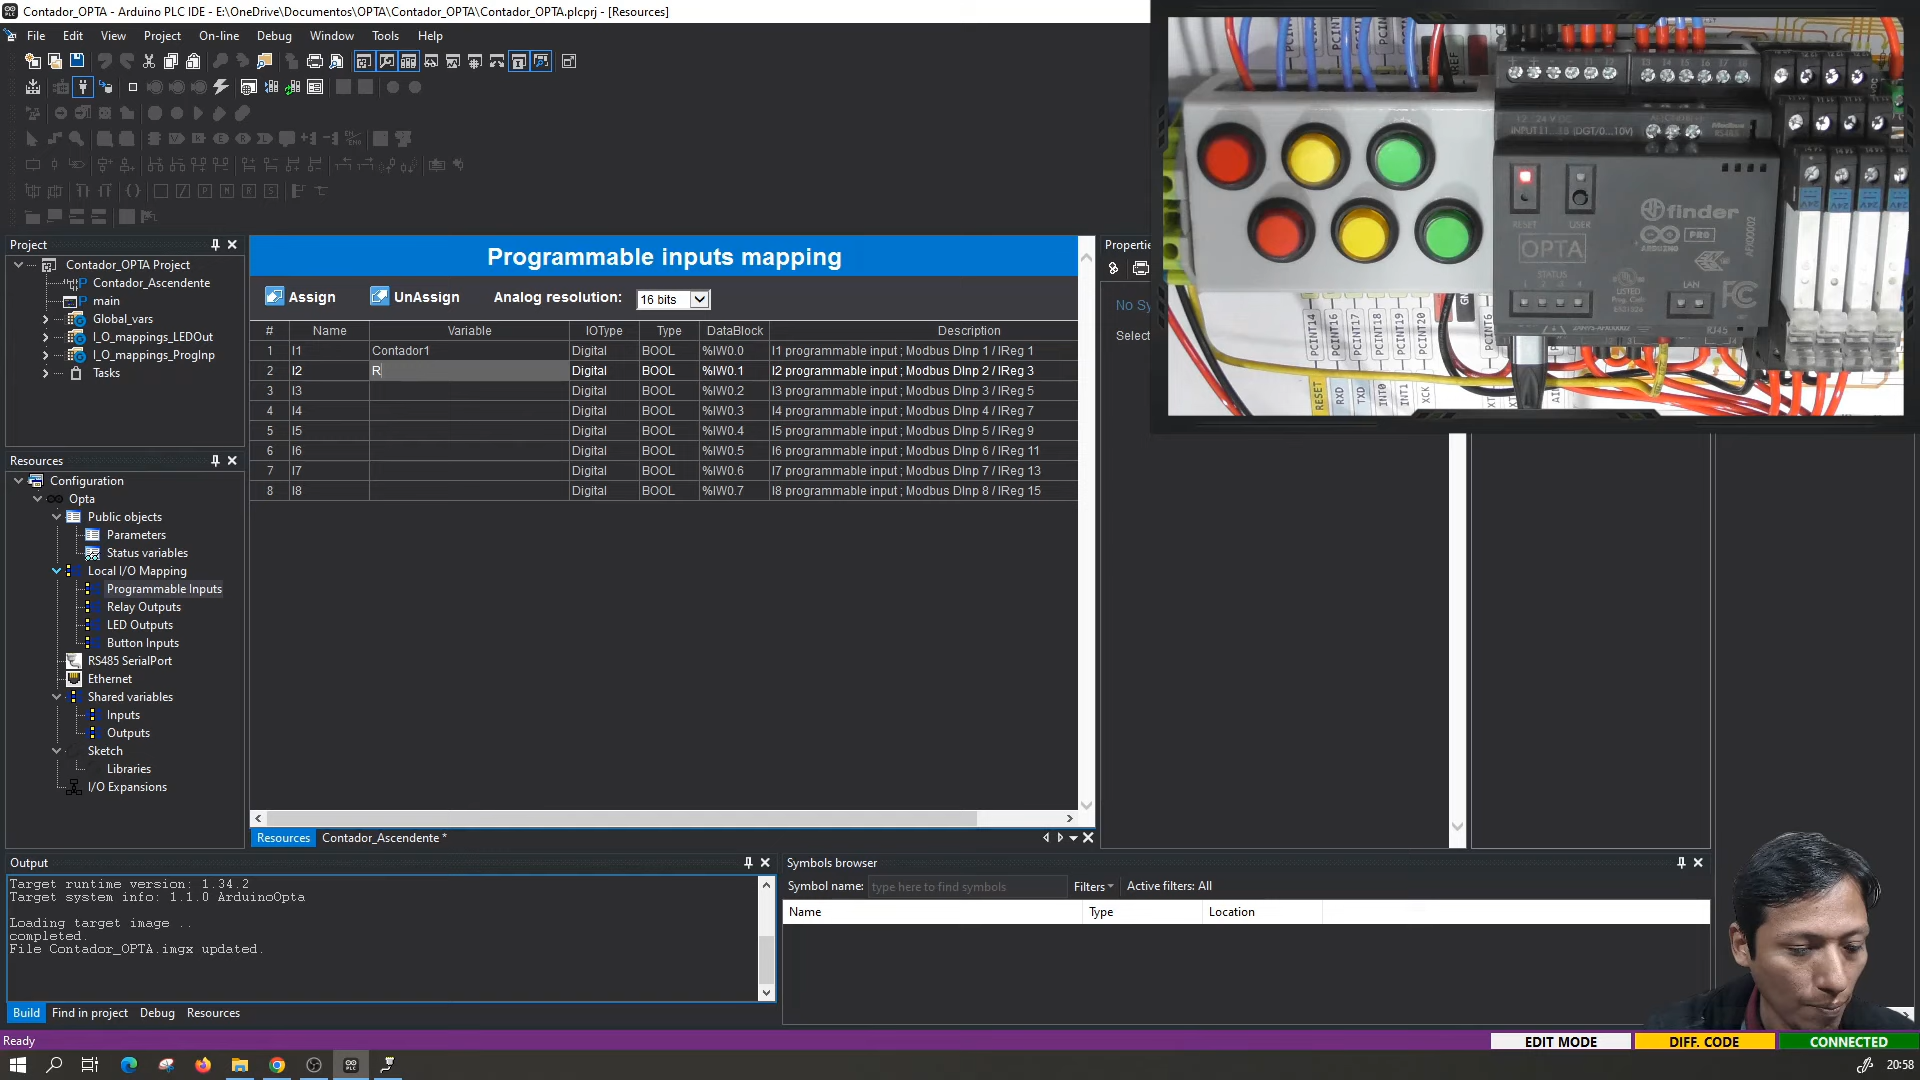 Contador_OPTA - Arduino PLC IDE - E:\OneDrive\Documentos\OPTA\Contador_OPTA\Contador_OPTA.plcprj - [Resources]
File Edit View Project On-line Debug Window Tools Help
Project
Contador_OPTA Project
Contador_Ascendente
main
Global_vars
I_O_mappings_LEDOut
I_O_mappings_ProgInp
Tasks
Resources
Configuration
Opta
Public objects
Parameters
Status variables
Local I/O Mapping
Programmable Inputs
Relay Outputs
LED Outputs
Button Inputs
RS485 SerialPort
Ethernet
Shared variables
Inputs
Outputs
Sketch
Libraries
I/O Expansions
Programmable inputs mapping
Assign UnAssign Analog resolution: 16 bits
# Name Variable IOType Type DataBlock Description
1 I1 Contador1 Digital BOOL %IW0.0 I1 programmable input ; Modbus DInp 1 / IReg 1
2 I2 R Digital BOOL %IW0.1 I2 programmable input ; Modbus DInp 2 / IReg 3
3 I3 Digital BOOL %IW0.2 I3 programmable input ; Modbus DInp 3 / IReg 5
4 I4 Digital BOOL %IW0.3 I4 programmable input ; Modbus DInp 4 / IReg 7
5 I5 Digital BOOL %IW0.4 I5 programmable input ; Modbus DInp 5 / IReg 9
6 I6 Digital BOOL %IW0.5 I6 programmable input ; Modbus DInp 6 / IReg 11
7 I7 Digital BOOL %IW0.6 I7 programmable input ; Modbus DInp 7 / IReg 13
8 I8 Digital BOOL %IW0.7 I8 programmable input ; Modbus DInp 8 / IReg 15
Resources Contador_Ascendente *
Properties
No Sy
Select
finder
PRO
RESET USER
OPTA
STATUS
1 2 3 4
LAN
RJ45
PCINT14
PCINT16
PCINT17
PCINT18
PCINT19
PCINT20
PCINT6
RESET
RXD
TXD
INT0
INT1
XCK
Output
Target runtime version: 1.34.2
Target system info: 1.1.0 ArduinoOpta
Loading target image ..
completed.
File Contador_OPTA.imgx updated.
Build Find in project Debug Resources
Symbols browser
Symbol name: type here to find symbols Filters Active filters: All
Name Type Location
Ready EDIT MODE DIFF. CODE CONNECTED
20:58